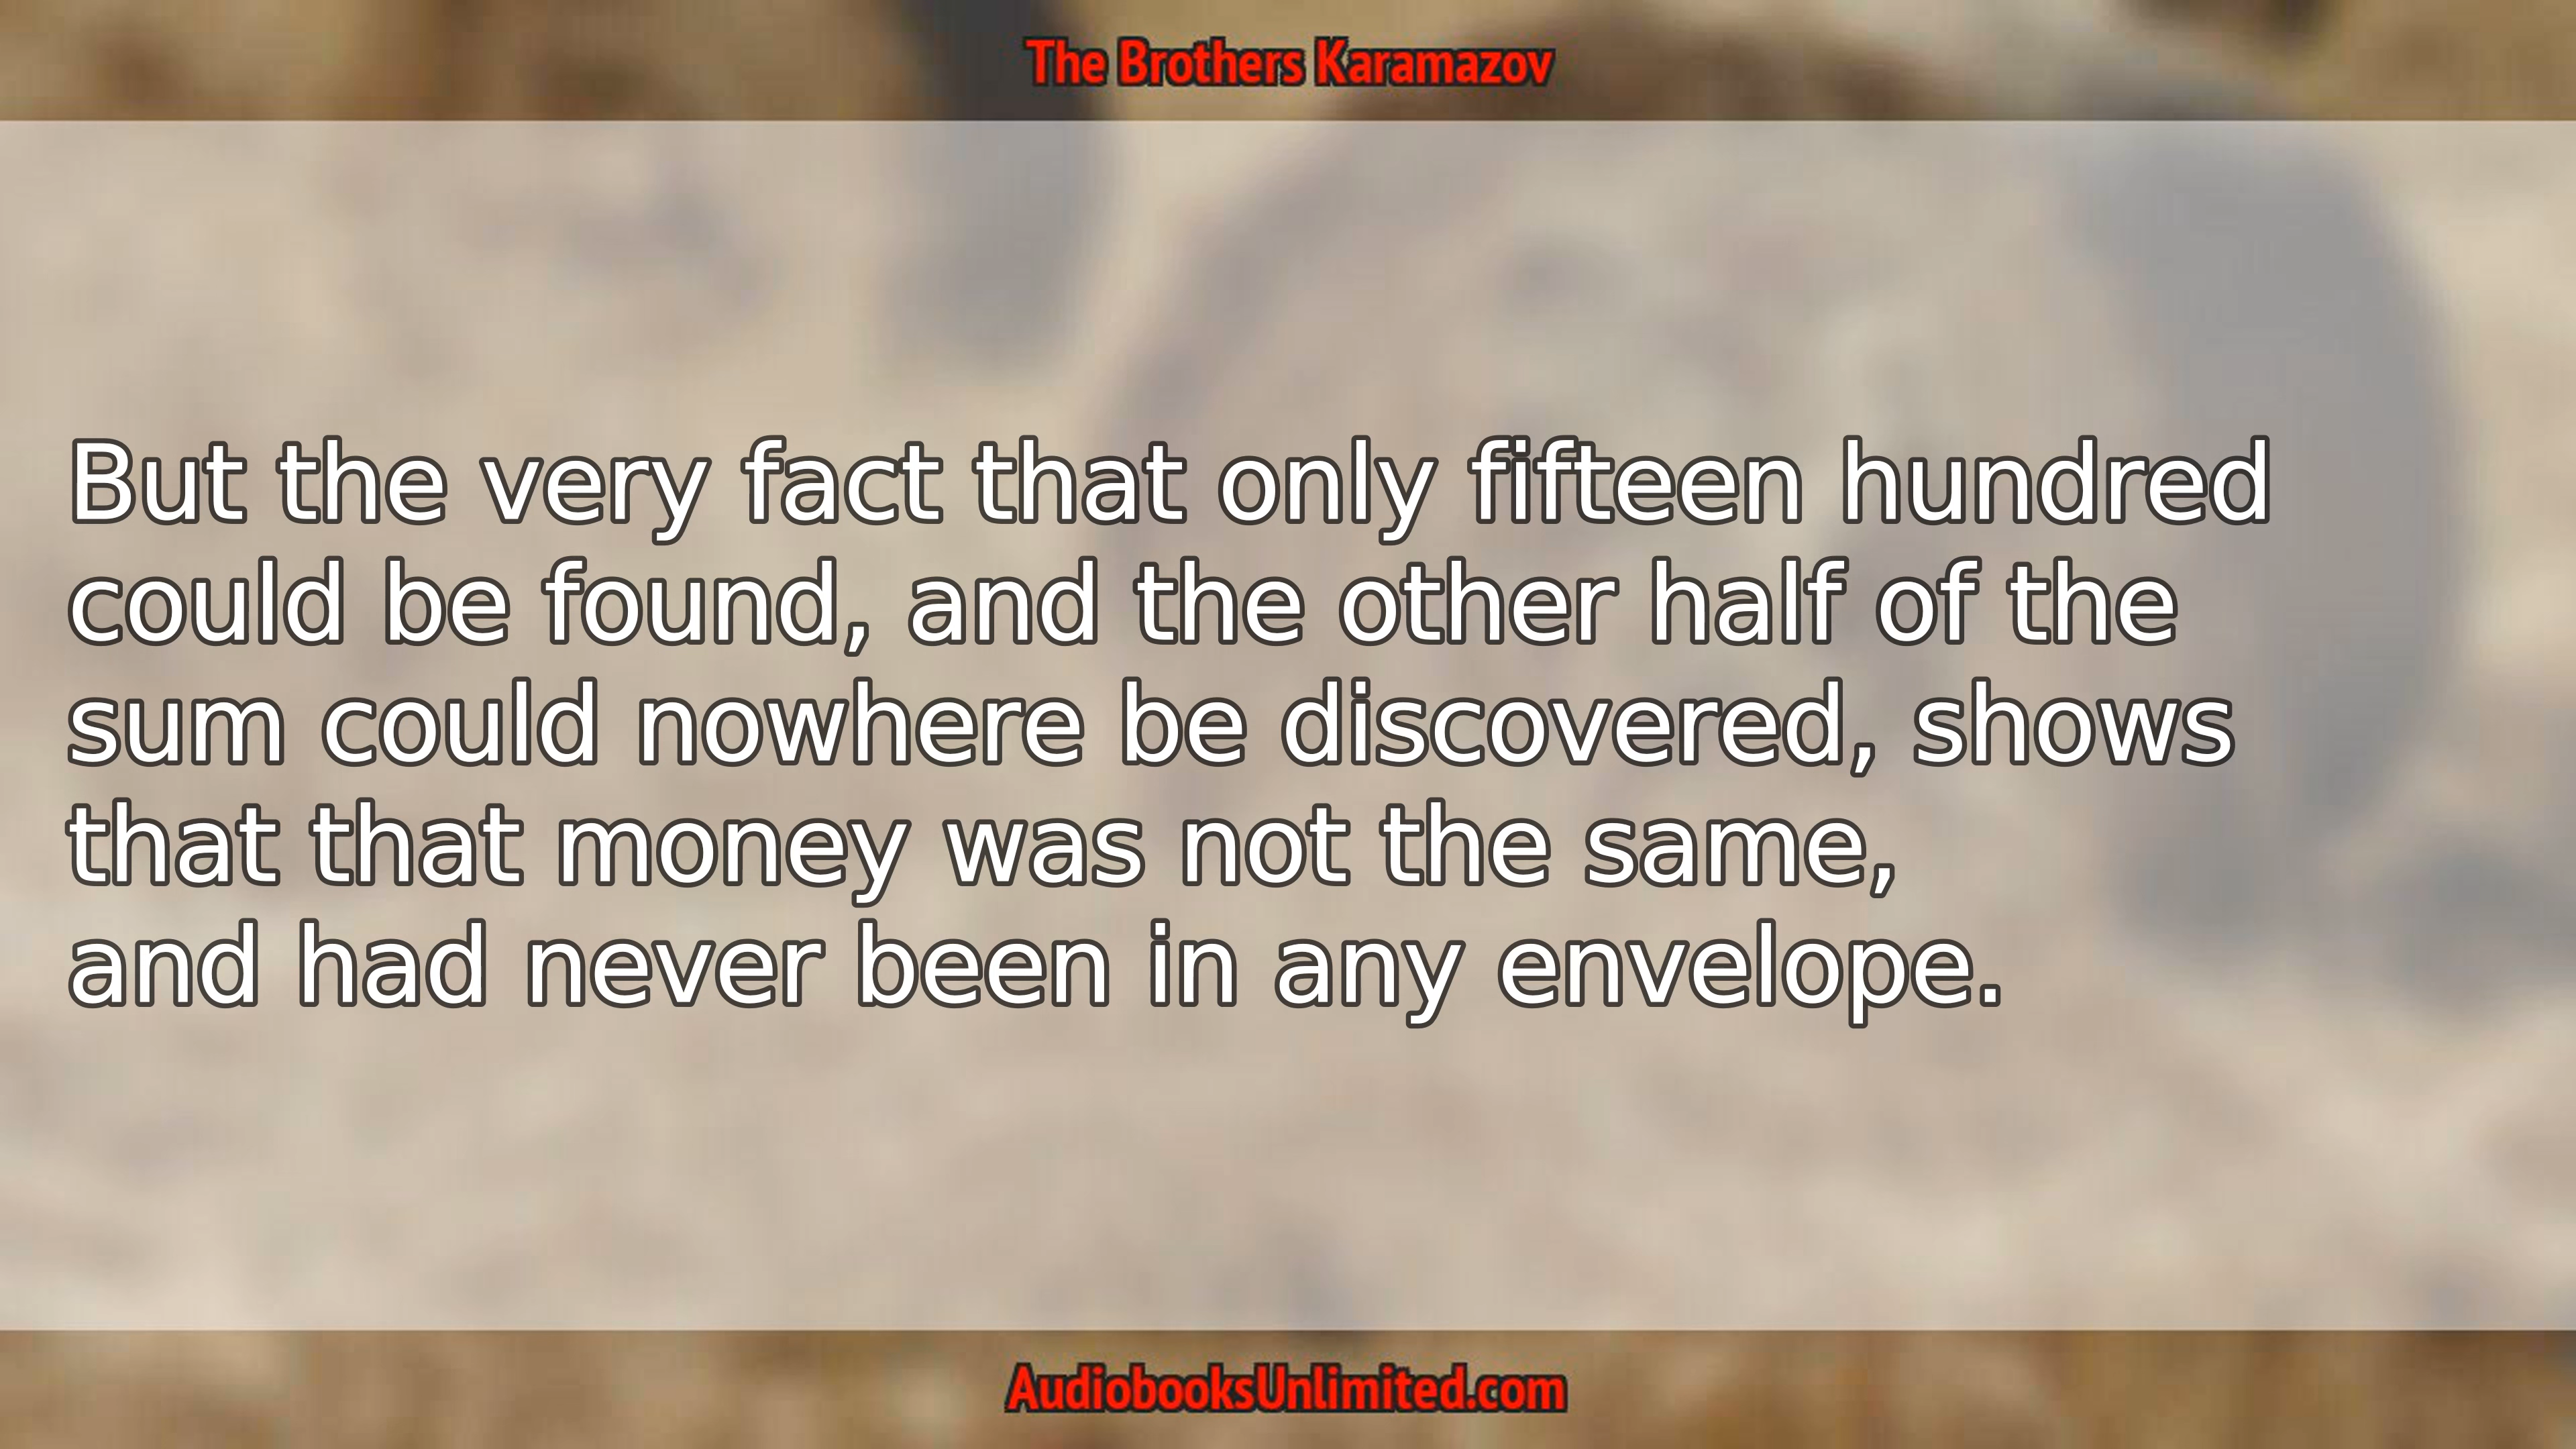 The Brothers Karamazov
But the very fact that only fifteen hundred
could be found, and the other half of the
sum could nowhere be discovered, shows
that that money was not the same,
and had never been in any envelope.
AudiobooksUnlimited.com